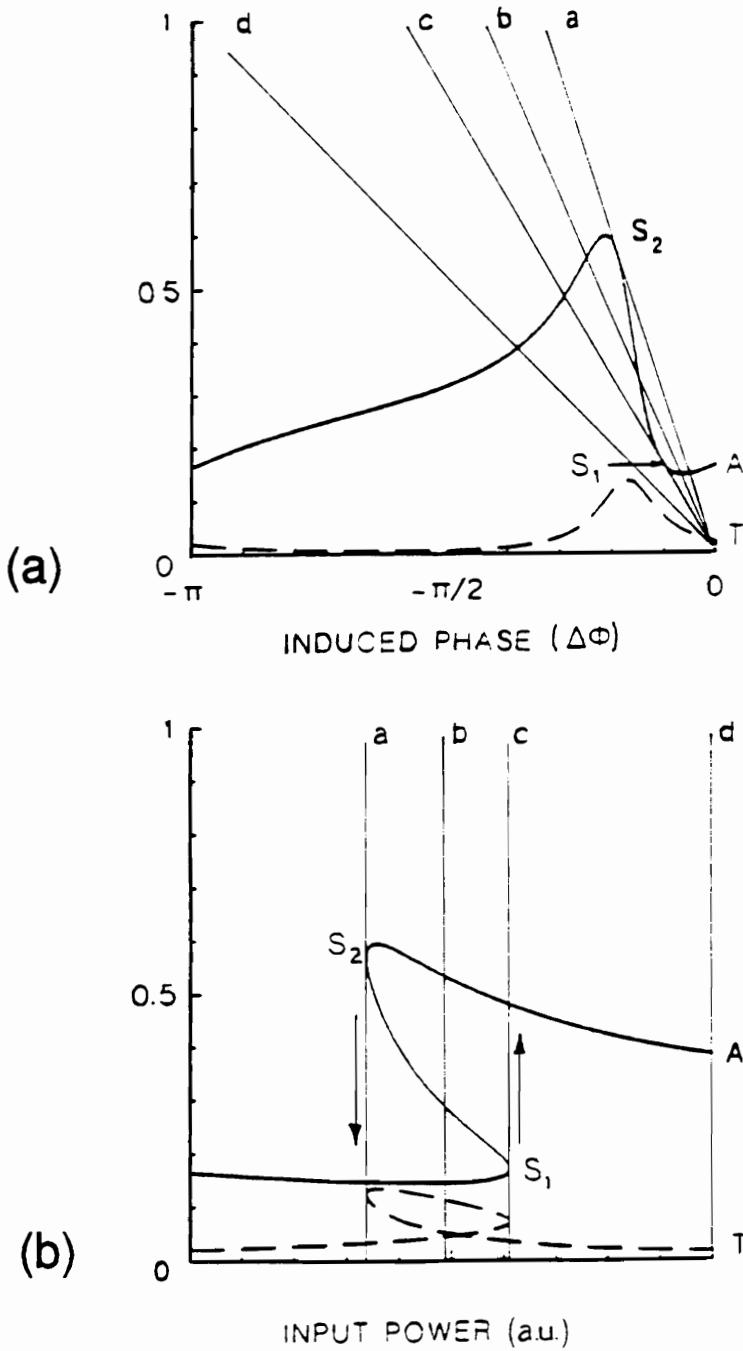 1
d
c
b
a
S2
0.5
S1
A
T
(a)
0
-π
-π/2
0
INDUCED PHASE (ΔΦ)
1
a
b
c
d
S2
0.5
A
S1
T
(b)
0
INPUT POWER (a.u.)